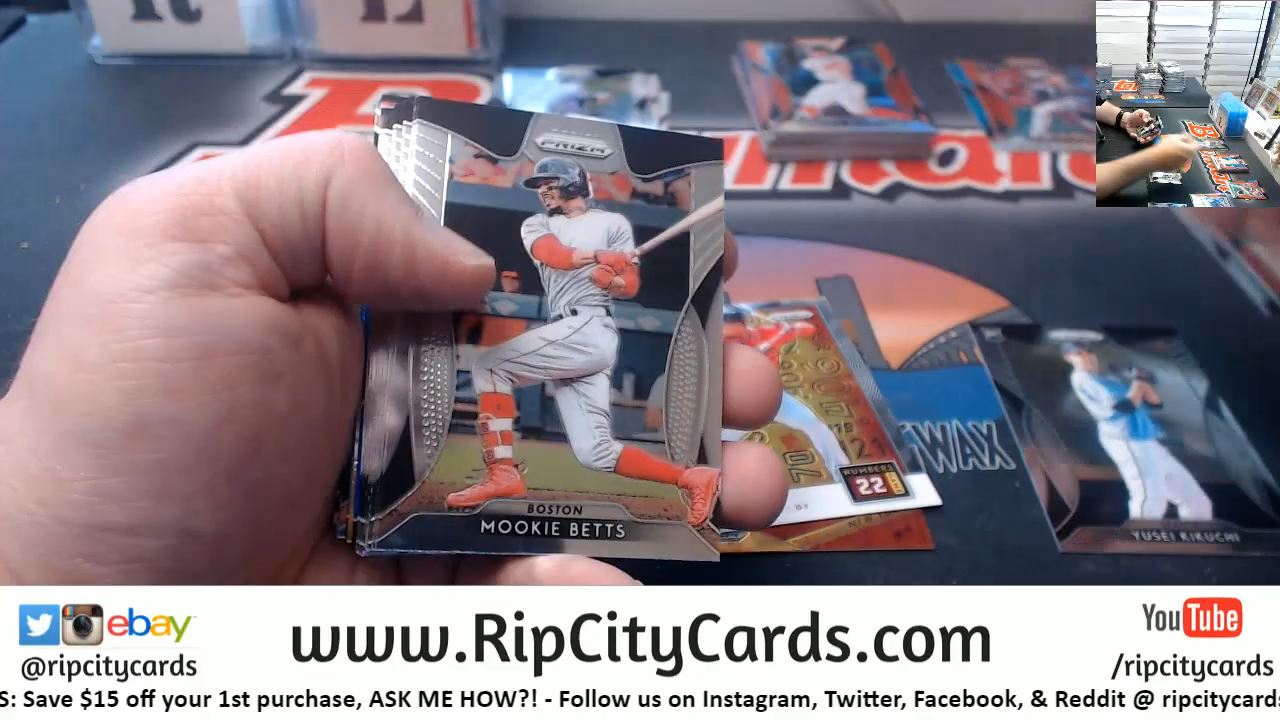 PRIZM
BOSTON
MOOKIE BETTS
NUMBERS
22
WAX
YUSEI KIKUCHI
ebay
@ripcitycards
www.RipCityCards.com
YouTube
/ripcitycards
S: Save $15 off your 1st purchase, ASK ME HOW?! - Follow us on Instagram, Twitter, Facebook, & Reddit @ ripcitycards